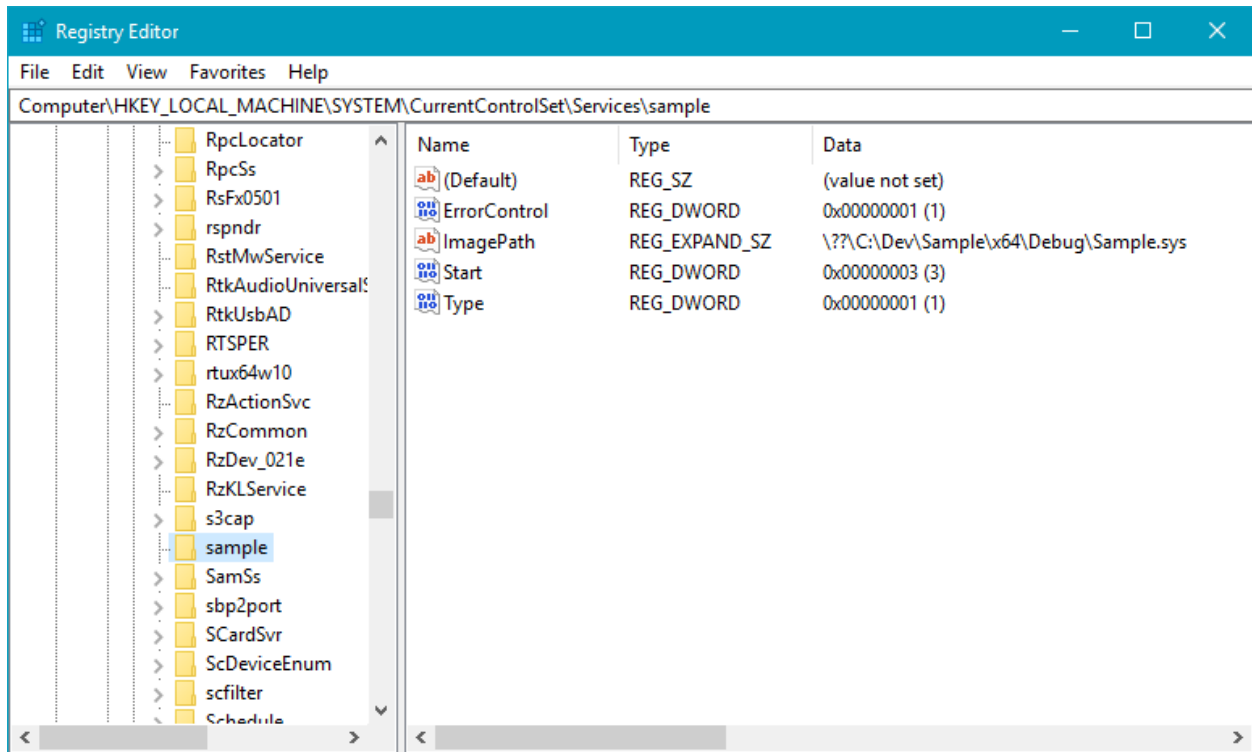 Registry Editor
File Edit View Favorites Help
Computer\HKEY_LOCAL_MACHINE\SYSTEM\CurrentControlSet\Services\sample
RpcLocator
RpcSs
RsFx0501
rspndr
RstMwService
RtkAudioUniversalS
RtkUsbAD
RTSPER
rtux64w10
RzActionSvc
RzCommon
RzDev_021e
RzKLService
s3cap
sample
SamSs
sbp2port
SCardSvr
ScDeviceEnum
scfilter
Schedule
Name Type Data
(Default) REG_SZ (value not set)
ErrorControl REG_DWORD 0x00000001 (1)
ImagePath REG_EXPAND_SZ \??\C:\Dev\Sample\x64\Debug\Sample.sys
Start REG_DWORD 0x00000003 (3)
Type REG_DWORD 0x00000001 (1)